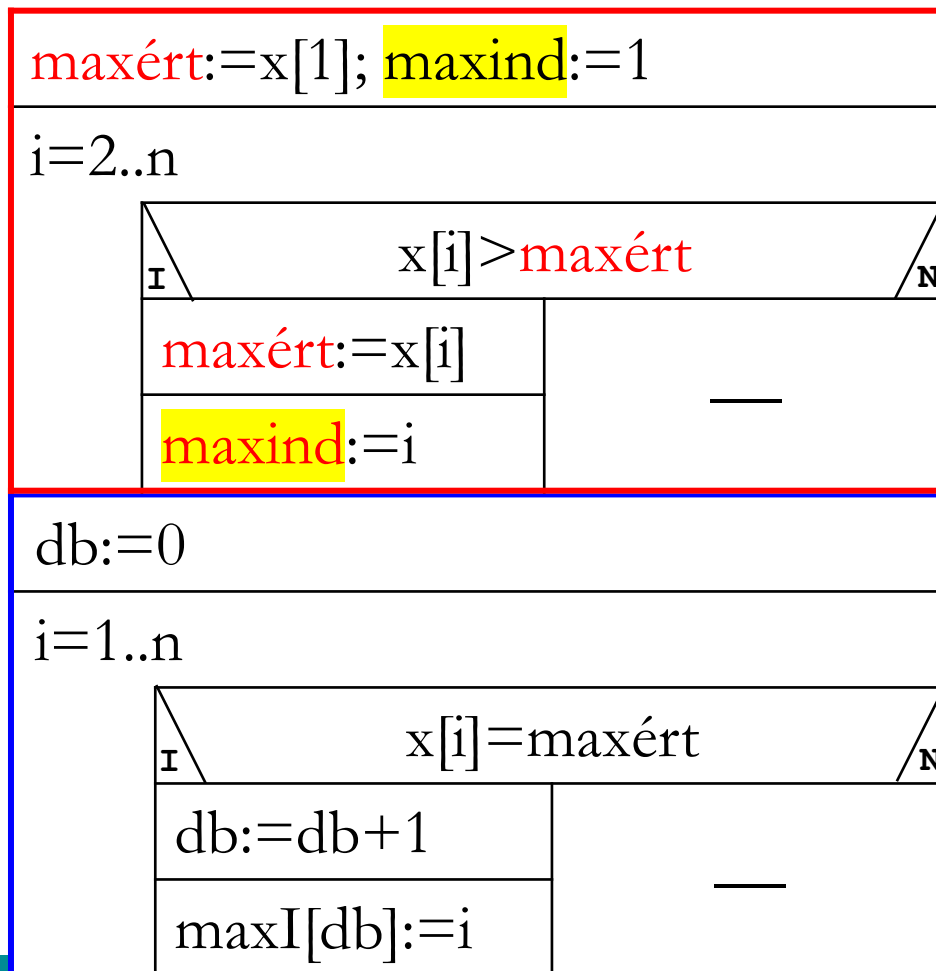 maxért:=x[1]; maxind:=1
i=2..n
x[i]>maxért
I N
maxért:=x[i]
—
maxind:=i
db:=0
i=1..n
x[i]=maxért
I N
db:=db+1
—
maxI[db]:=i